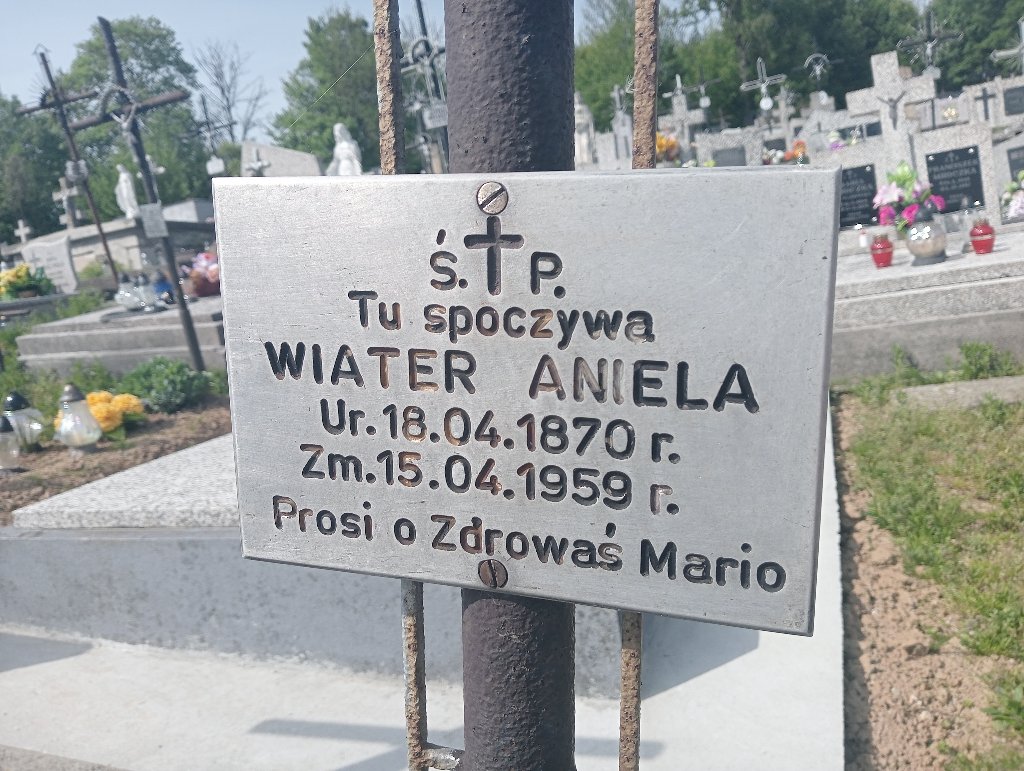 Ś. † P.
Tu spoczywa
WIATER ANIELA
Ur. 18.04.1870 r.
Zm. 15.04.1959 r.
Prosi o Zdrowaś Mario